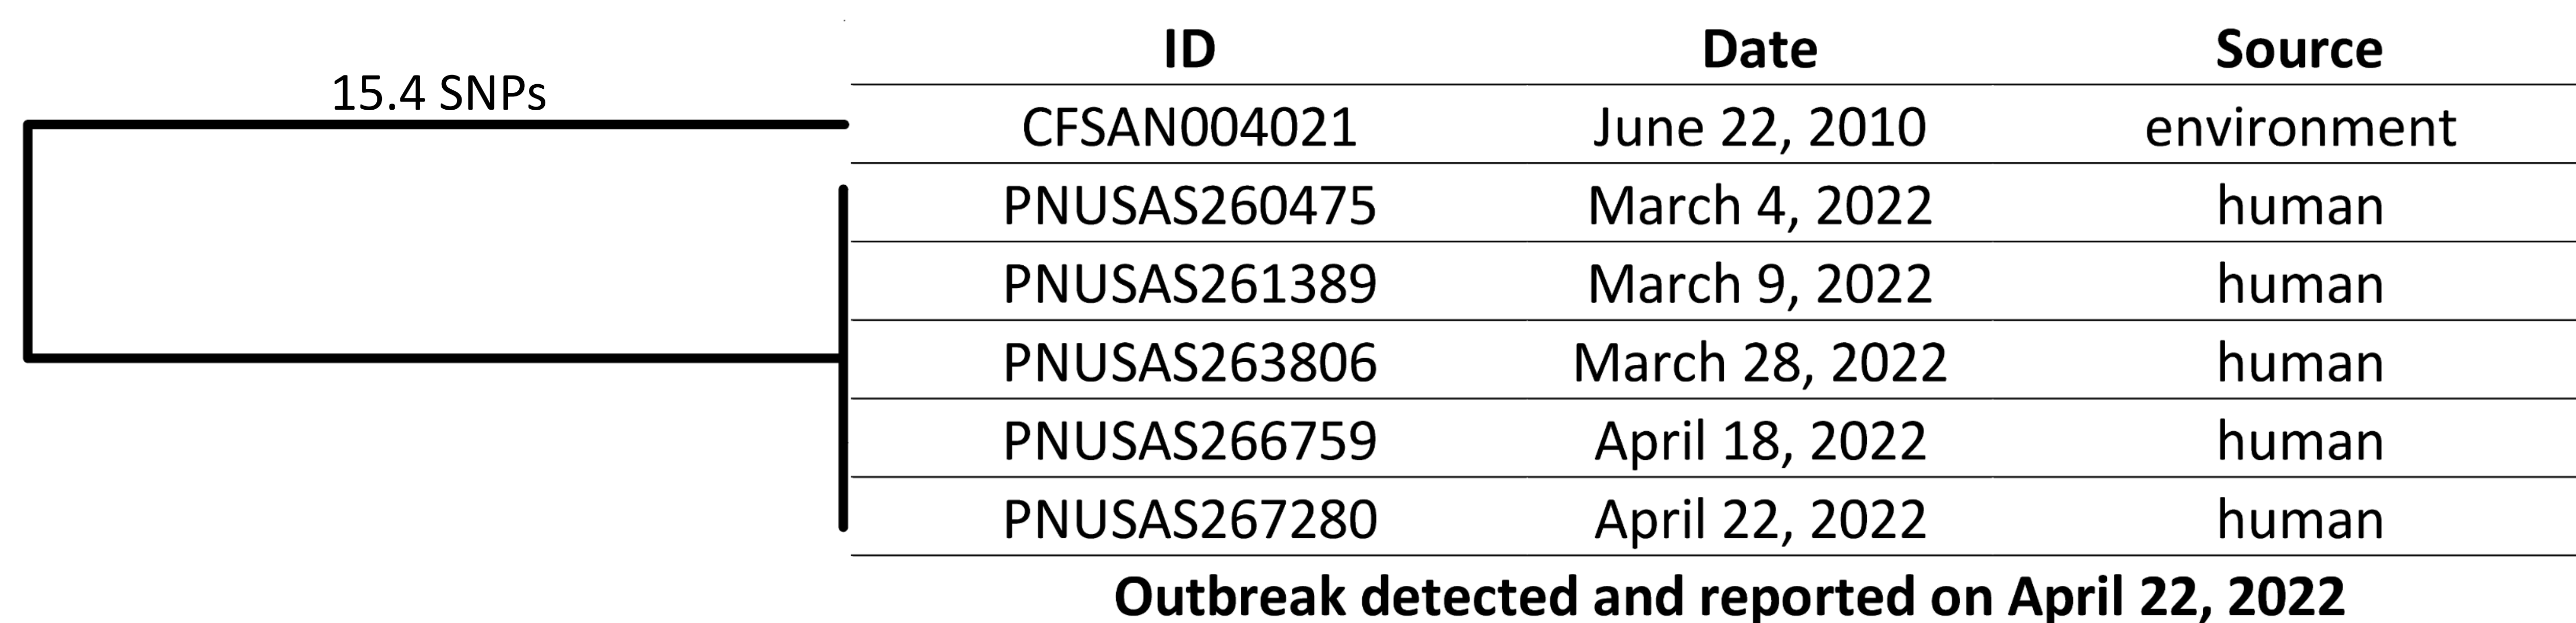 ID Date Source
15.4 SNPs
CFSAN004021 June 22, 2010 environment
PNUSAS260475 March 4, 2022 human
PNUSAS261389 March 9, 2022 human
PNUSAS263806 March 28, 2022 human
PNUSAS266759 April 18, 2022 human
PNUSAS267280 April 22, 2022 human
Outbreak detected and reported on April 22, 2022